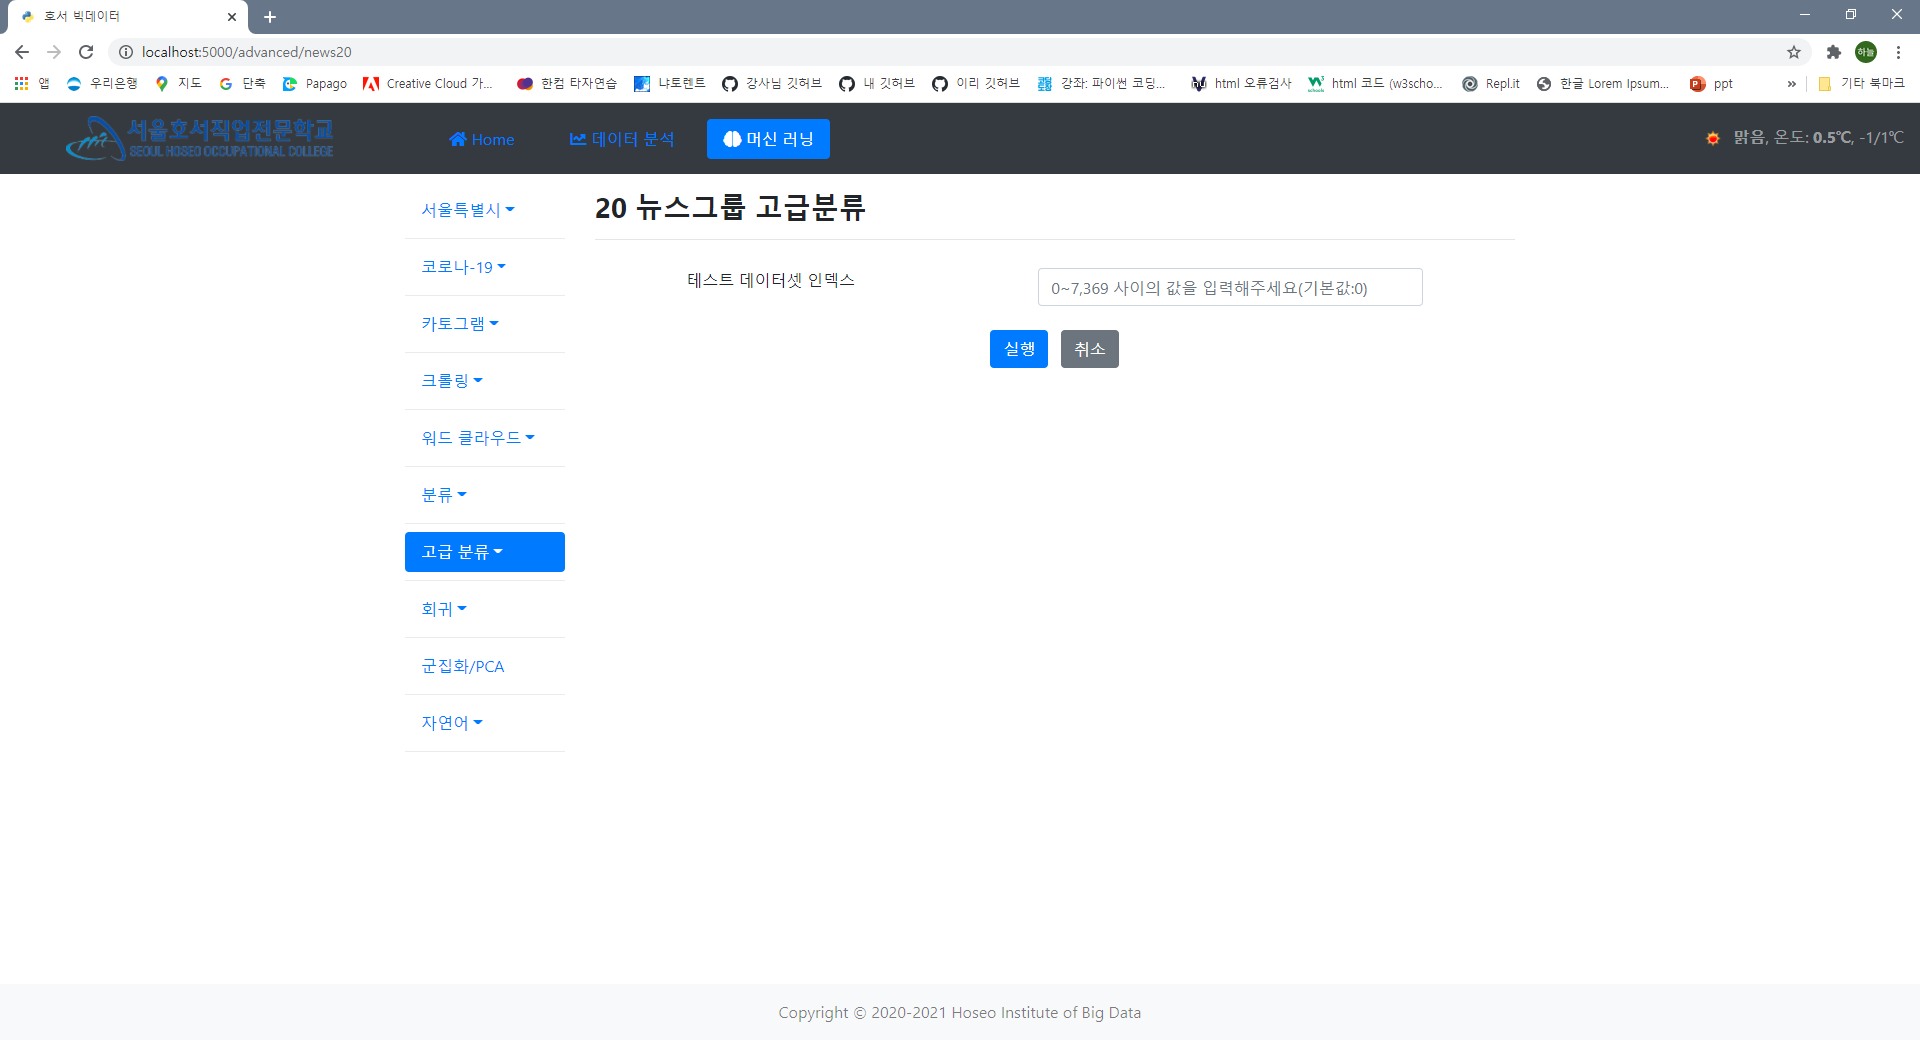 호서 빅데이터
localhost:5000/advanced/news20
하늘
앱 우리은행 지도 단축 Papago Creative Cloud 가... 한컴 타자연습 냐토렌트 강사님 깃허브 내 깃허브 이리 깃허브 강좌: 파이썬 코딩... html 오류검사 html 코드 (w3scho... Repl.it 한글 Lorem Ipsum... ppt » 기타 북마크
서울호서직업전문학교
SEOUL HOSEO OCCUPATIONAL COLLEGE
Home 데이터 분석 머신 러닝
맑음, 온도: 0.5℃, -1/1℃
서울특별시
코로나-19
카토그램
크롤링
워드 클라우드
분류
고급 분류
회귀
군집화/PCA
자연어
20 뉴스그룹 고급분류
테스트 데이터셋 인덱스
0~7,369 사이의 값을 입력해주세요(기본값:0)
실행 취소
Copyright © 2020-2021 Hoseo Institute of Big Data